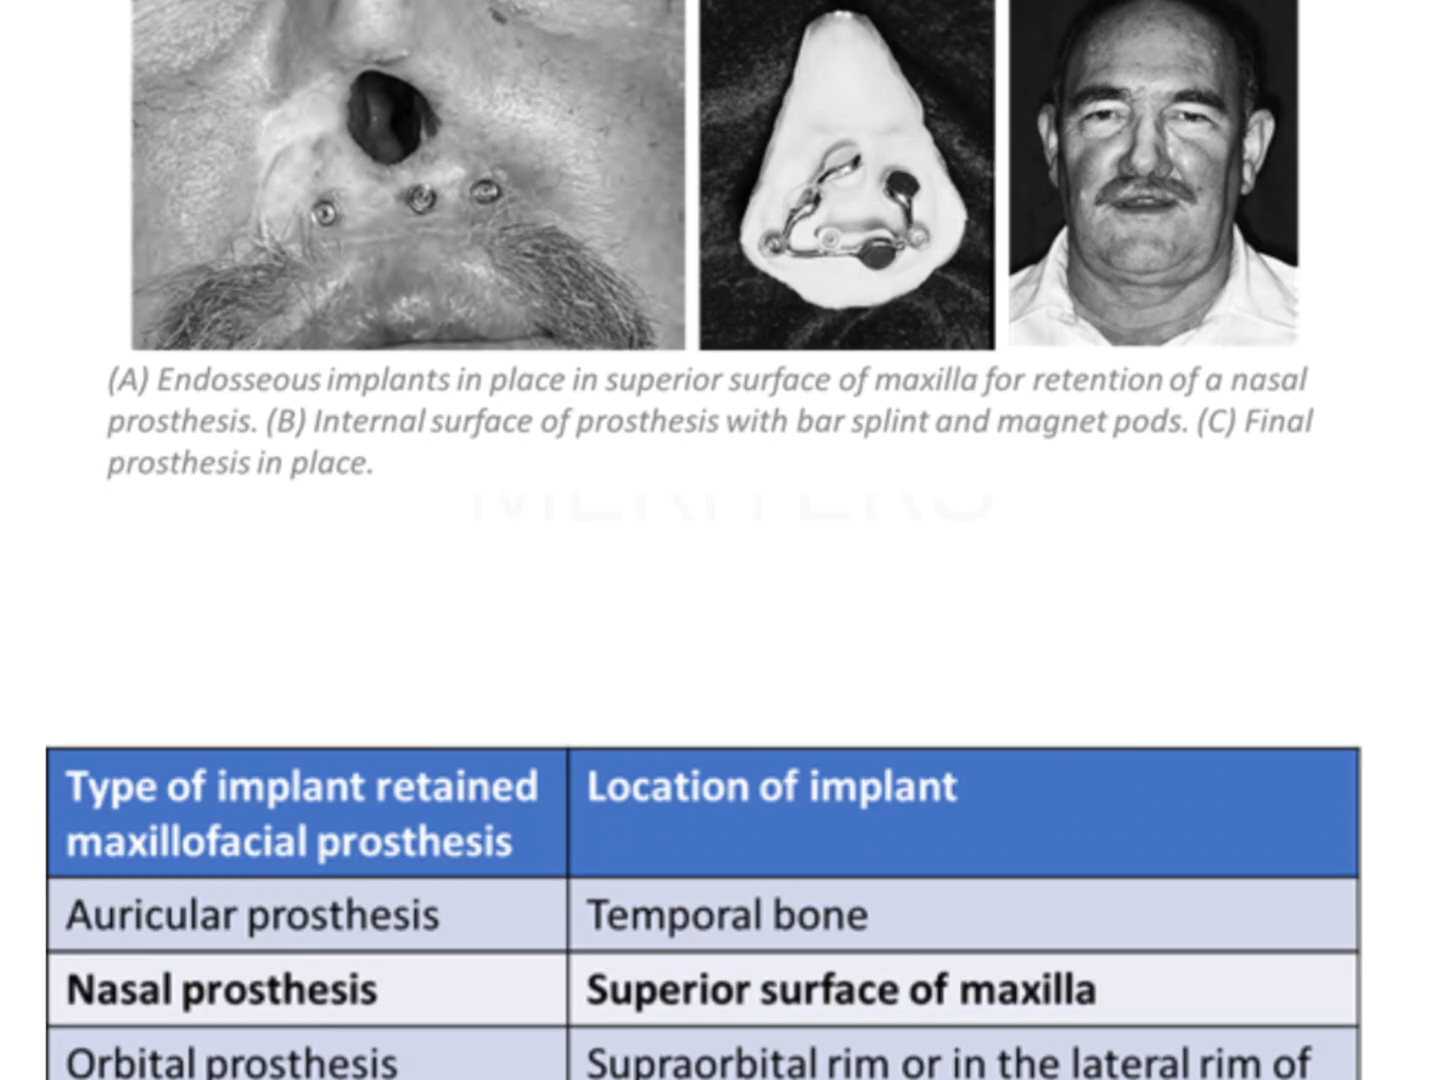 (A) Endosseous implants in place in superior surface of maxilla for retention of a nasal
prosthesis. (B) Internal surface of prosthesis with bar splint and magnet pods. (C) Final
prosthesis in place.
Type of implant retained
maxillofacial prosthesis
Location of implant
Auricular prosthesis
Temporal bone
Nasal prosthesis
Superior surface of maxilla
Orbital prosthesis
Supraorbital rim or in the lateral rim of